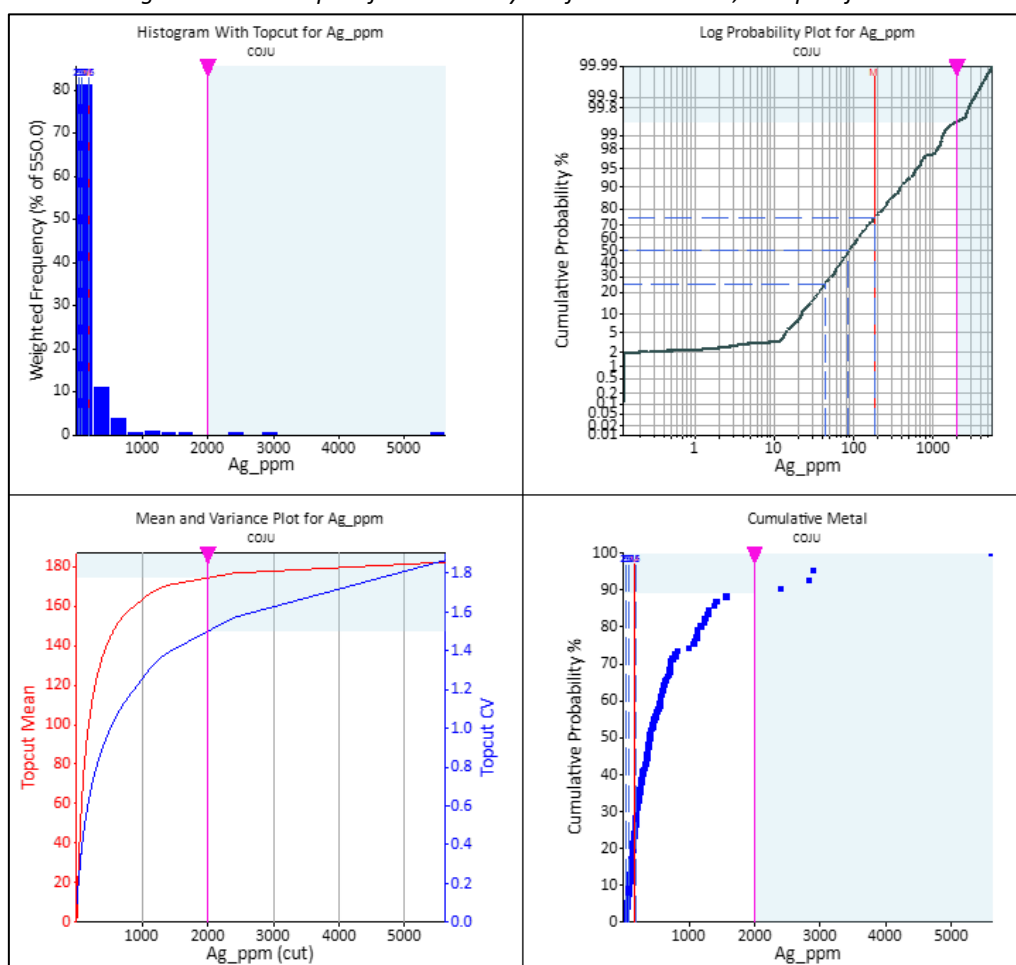 Histogram With Topcut for Ag_ppm
COJU
Weighted Frequency (% of 550.0)
80
70
60
50
40
30
20
10
0
1000 2000 3000 4000 5000
Ag_ppm
Log Probability Plot for Ag_ppm
COJU
M
Cumulative Probability %
99.99
99.9
99.8
99
98
95
90
80
70
60
50
40
30
20
10
5
2
1
0.5
0.2
0.1
0.05
0.02
0.01
1 10 100 1000
Ag_ppm
Mean and Variance Plot for Ag_ppm
COJU
Topcut Mean
180
160
140
120
100
80
60
40
20
0
Topcut CV
1.8
1.6
1.4
1.2
1.0
0.8
0.6
0.4
0.2
0.0
0 1000 2000 3000 4000 5000
Ag_ppm (cut)
Cumulative Metal
COJU
Cumulative Probability %
100
90
80
70
60
50
40
30
20
10
0
1000 2000 3000 4000 5000
Ag_ppm